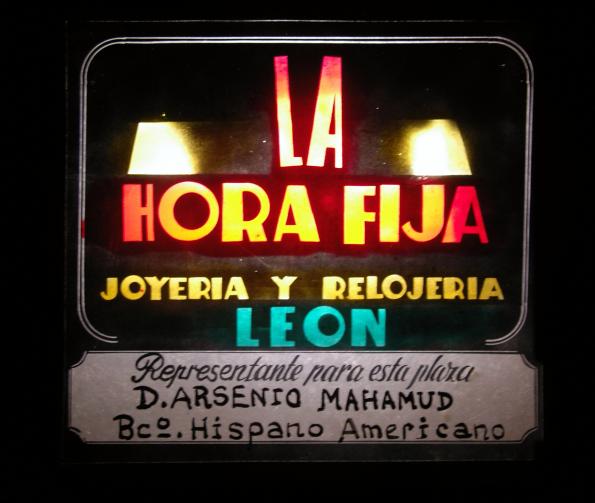 LA
HORA FIJA
JOYERIA Y RELOJERIA
LEON
Representante para esta plaza
D. ARSENIO MAHAMUD
Bcº. Hispano Americano